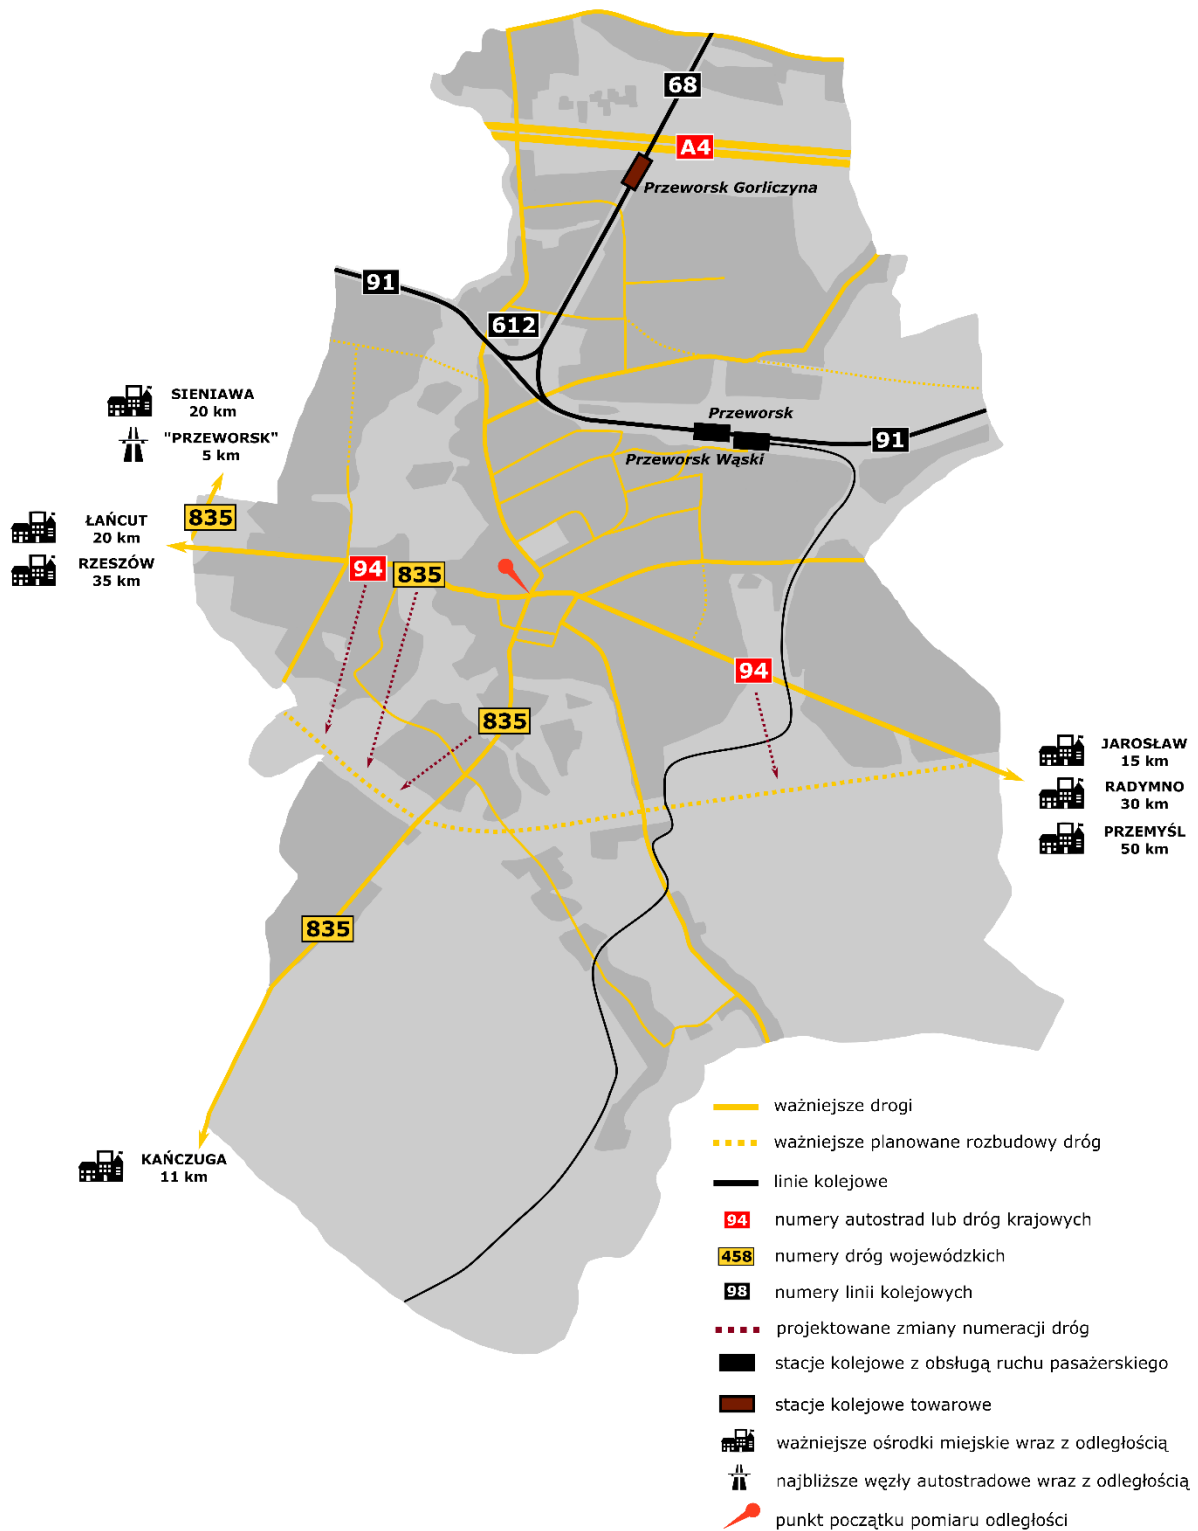 68
A4
Przeworsk Gorliczyna
91
612
SIENIAWA
20 km
"PRZEWORSK"
5 km
Przeworsk
91
Przeworsk Wąski
835
ŁAŃCUT
20 km
RZESZÓW
35 km
94
835
94
835
JAROSŁAW
15 km
RADYMNO
30 km
PRZEMYŚL
50 km
835
KAŃCZUGA
11 km
ważniejsze drogi
ważniejsze planowane rozbudowy dróg
linie kolejowe
94 numery autostrad lub dróg krajowych
458 numery dróg wojewódzkich
98 numery linii kolejowych
projektowane zmiany numeracji dróg
stacje kolejowe z obsługą ruchu pasażerskiego
stacje kolejowe towarowe
ważniejsze ośrodki miejskie wraz z odległością
najbliższe węzły autostradowe wraz z odległością
punkt początku pomiaru odległości